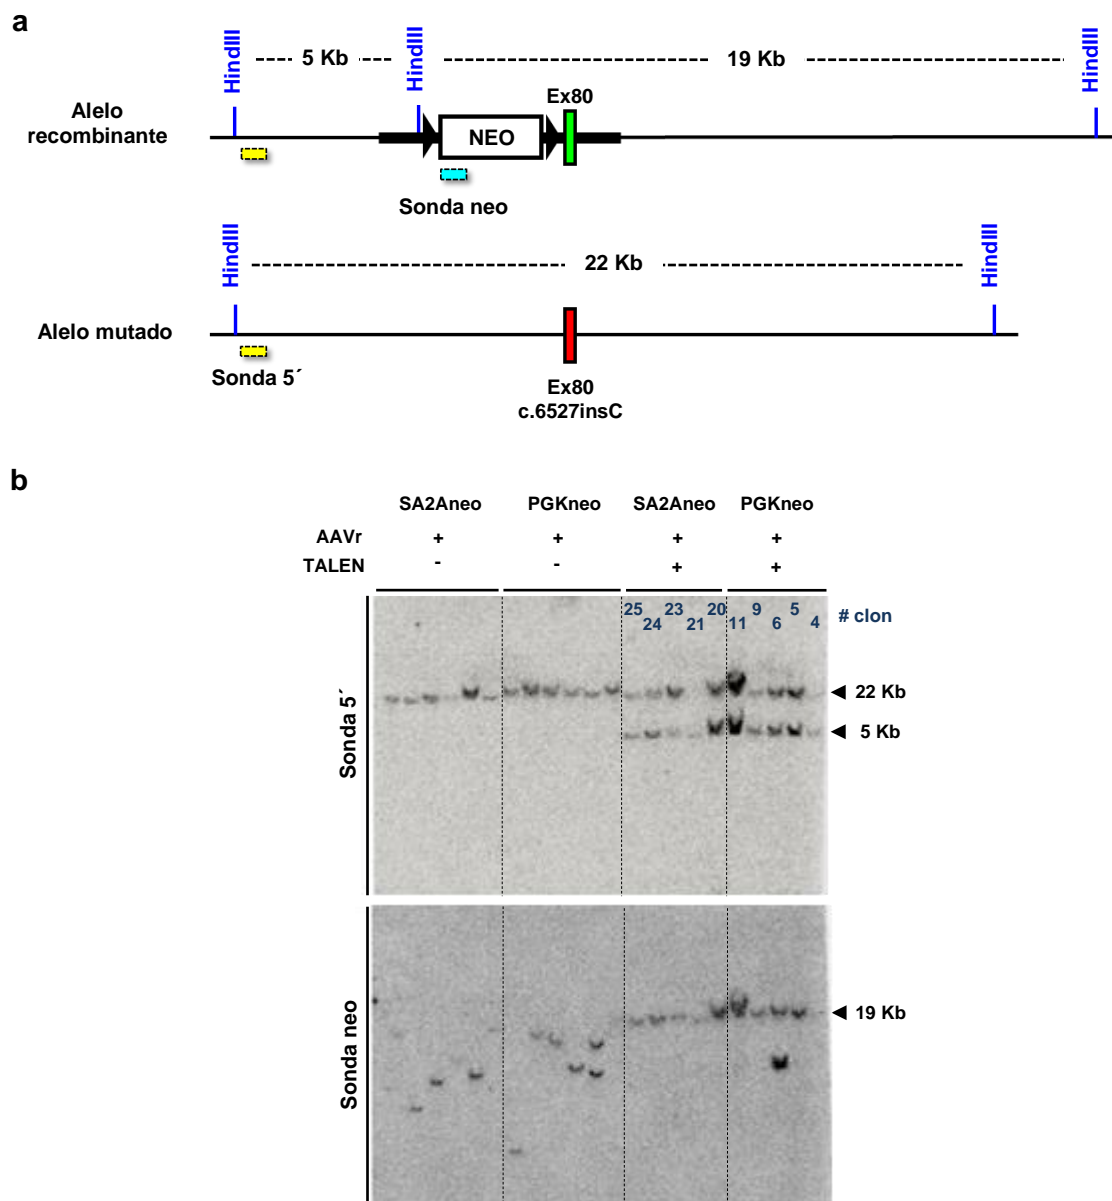 a
HindIII
5 Kb
HindIII
19 Kb
HindIII
Alelo
recombinante
Ex80
NEO
Sonda neo
HindIII
22 Kb
HindIII
Alelo mutado
Sonda 5´
Ex80
c.6527insC
b
SA2Aneo PGKneo SA2Aneo PGKneo
AAVr + + + +
TALEN - - + +
25 23 20 9 5
24 21 11 6 4
# clon
Sonda 5´
22 Kb
5 Kb
Sonda neo
19 Kb